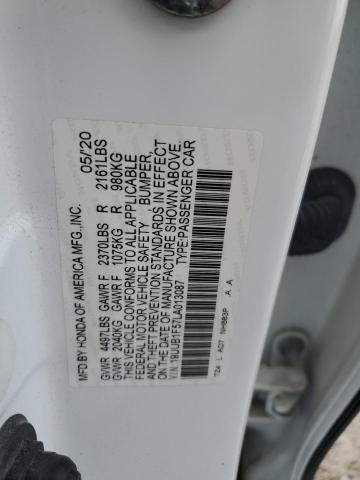 MFD.BY HONDA OF AMERICA MFG.,INC. 05/'20
GVWR 4497LBS GAWR F 2370LBS R 2161LBS
GVWR 2040KG GAWR F 1075KG R 980KG
THIS VEHICLE CONFORMS TO ALL APPLICABLE
FEDERAL MOTOR VEHICLE SAFETY , BUMPER,
AND THEFT PREVENTION STANDARDS IN EFFECT
ON THE DATE OF MANUFACTURE SHOWN ABOVE.
V.I.N. 19UUB1F57LA013087 TYPE:PASSENGER CAR
TZ4 L A07 A A